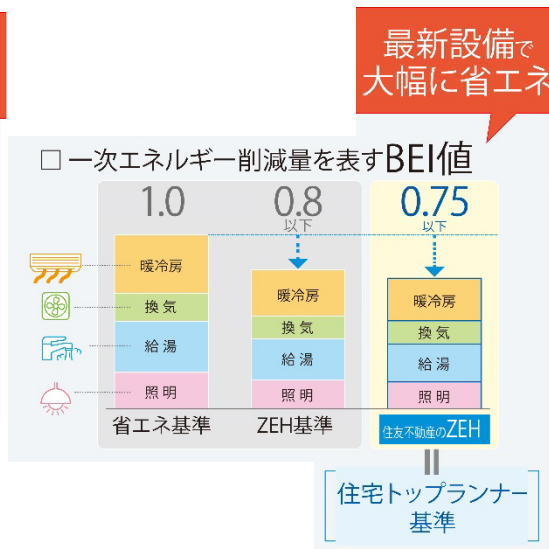 最新設備で
大幅に省エネ
□ 一次エネルギー削減量を表すBEI値
1.0
0.8
以下
0.75
以下
暖冷房
換気
給湯
照明
暖冷房
換気
給湯
照明
暖冷房
換気
給湯
照明
省エネ基準
ZEH基準
住友不動産のZEH
住宅トップランナー
基準